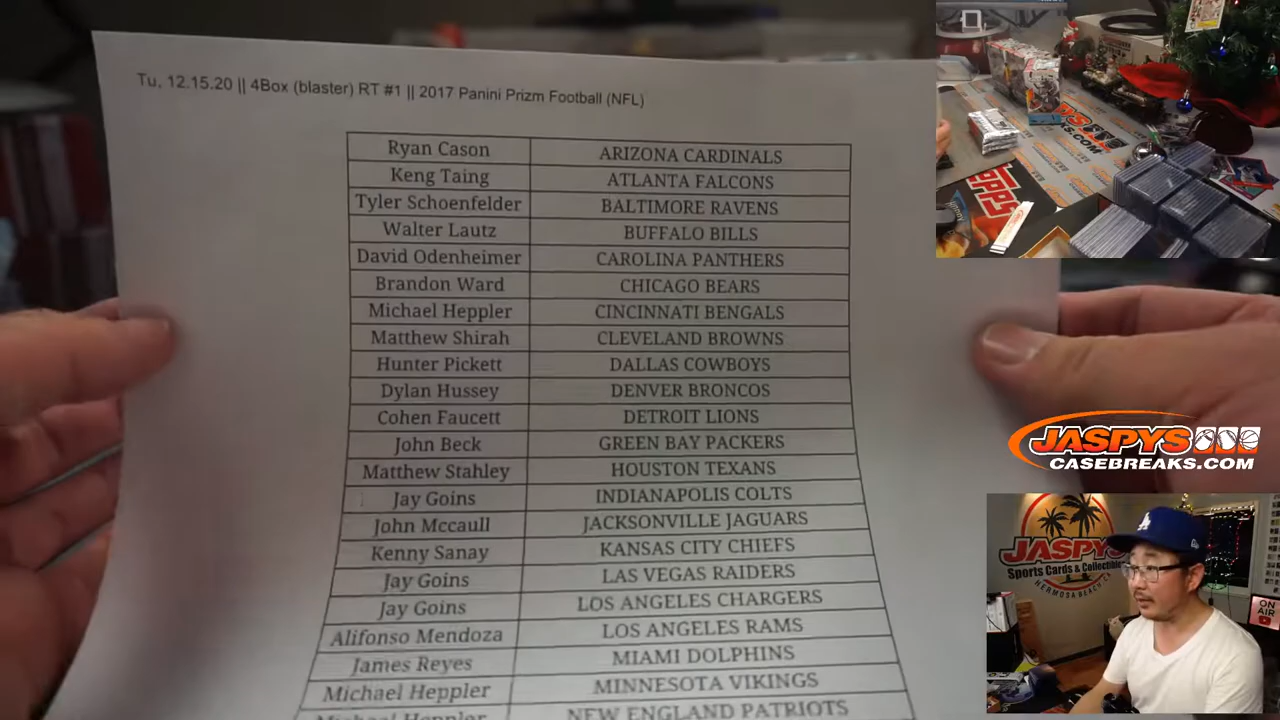 Tu, 12.15.20 || 4Box (blaster) RT #1 || 2017 Panini Prizm Football (NFL)
Ryan Cason ARIZONA CARDINALS
Keng Taing ATLANTA FALCONS
Tyler Schoenfelder BALTIMORE RAVENS
Walter Lautz BUFFALO BILLS
David Odenheimer CAROLINA PANTHERS
Brandon Ward CHICAGO BEARS
Michael Heppler CINCINNATI BENGALS
Matthew Shirah CLEVELAND BROWNS
Hunter Pickett DALLAS COWBOYS
Dylan Hussey DENVER BRONCOS
Cohen Faucett DETROIT LIONS
John Beck GREEN BAY PACKERS
Matthew Stahley HOUSTON TEXANS
Jay Goins INDIANAPOLIS COLTS
John Mccaull JACKSONVILLE JAGUARS
Kenny Sanay KANSAS CITY CHIEFS
Jay Goins LAS VEGAS RAIDERS
Jay Goins LOS ANGELES CHARGERS
Alifonso Mendoza LOS ANGELES RAMS
James Reyes MIAMI DOLPHINS
Michael Heppler MINNESOTA VIKINGS
Michael Heppler NEW ENGLAND PATRIOTS
TOPPS
JASPYS
CASEBREAKS.COM
JASPYS
Sports Cards & Collectibles
HERMOSA BEACH, CA
LA
ON AIR